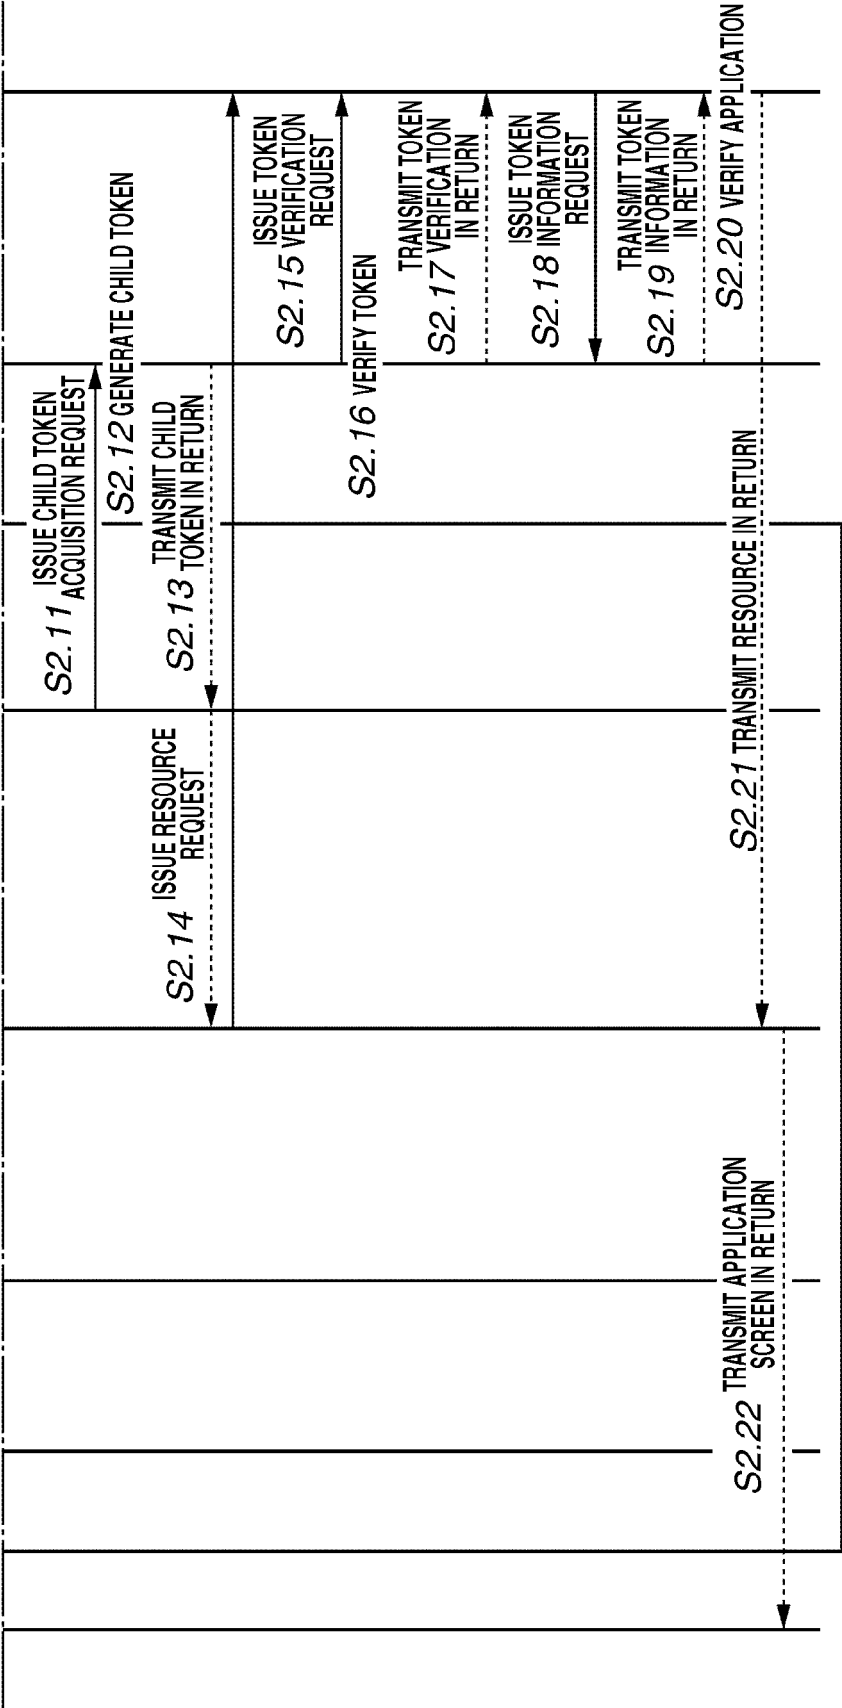 S2.11 ISSUE CHILD TOKEN
ACQUISITION REQUEST
S2.12 GENERATE CHILD TOKEN
S2.13 TRANSMIT CHILD
TOKEN IN RETURN
S2.14 ISSUE RESOURCE
REQUEST
S2.15 ISSUE TOKEN
VERIFICATION
REQUEST
S2.16 VERIFY TOKEN
S2.17 TRANSMIT TOKEN
VERIFICATION
IN RETURN
S2.18 ISSUE TOKEN
INFORMATION
REQUEST
S2.19 TRANSMIT TOKEN
INFORMATION
IN RETURN
S2.20 VERIFY APPLICATION
S2.21 TRANSMIT RESOURCE IN RETURN
S2.22 TRANSMIT APPLICATION
SCREEN IN RETURN